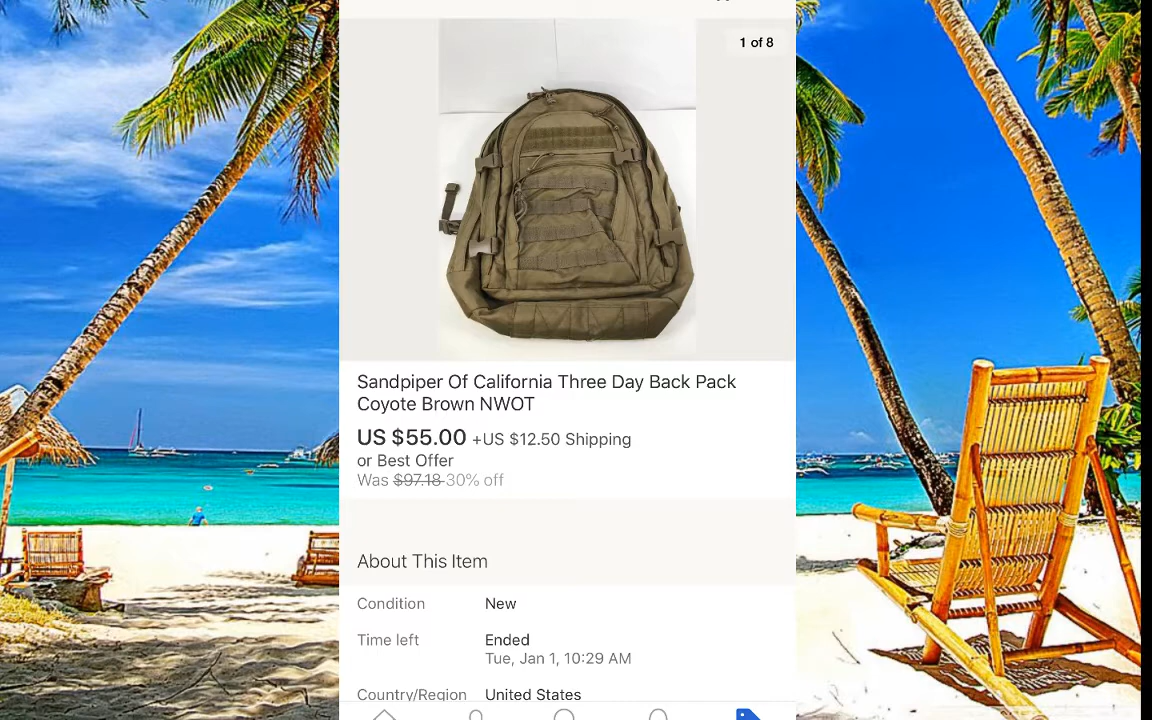 1 of 8
Sandpiper Of California Three Day Back Pack
Coyote Brown NWOT
US $55.00 +US $12.50 Shipping
or Best Offer
Was $97.18 30% off
About This Item
Condition New
Time left Ended
Tue, Jan 1, 10:29 AM
Country/Region United States